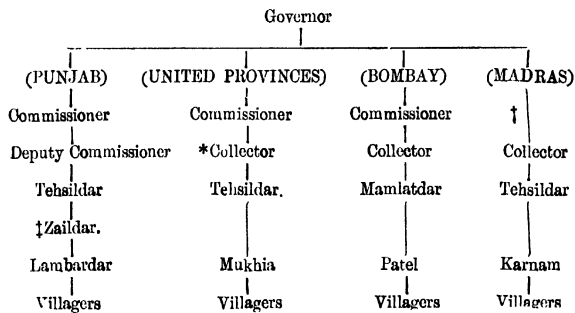 Governor
(PUNJAB) (UNITED PROVINCES) (BOMBAY) (MADRAS)
Commissioner Commissioner Commissioner †
Deputy Commissioner *Collector Collector Collector
Tehsildar Tehsildar. Mamlatdar Tehsildar
‡Zaildar.
Lambardar Mukhia Patel Karnam
Villagers Villagers Villagers Villagers